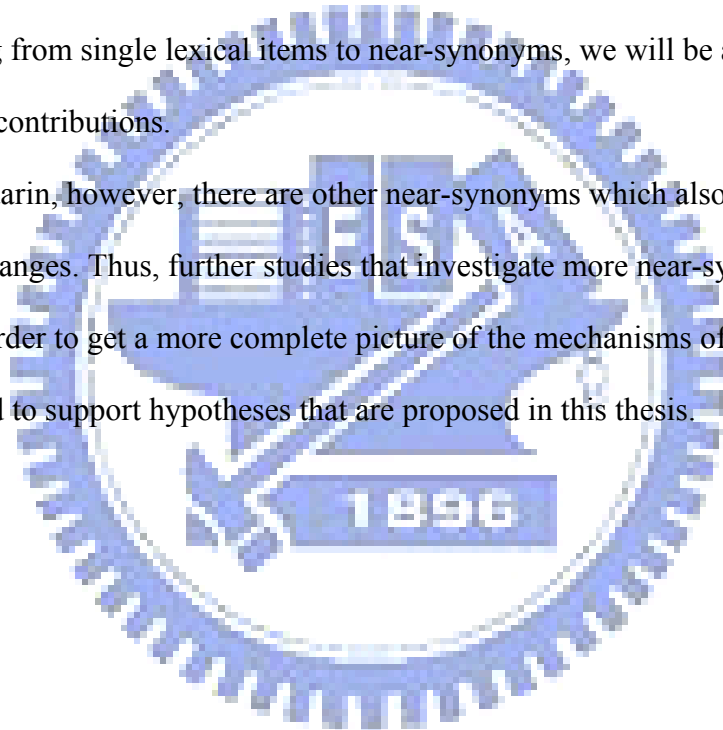 from single lexical items to near-synonyms, we will be a
contributions.
arin, however, there are other near-synonyms which also
anges. Thus, further studies that investigate more near-sy
rder to get a more complete picture of the mechanisms of
d to support hypotheses that are proposed in this thesis.
1896